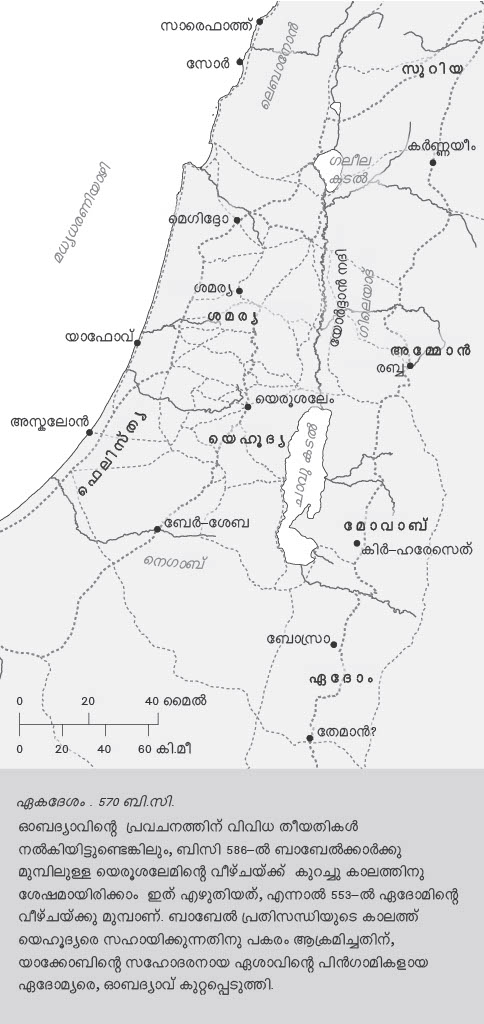 സാരെഫാത്ത്
സോർ
ലെബാനോൻ
സൂറിയ
കർണ്ണയീം
ഗലീല
കടൽ
മധ്യധരണിയാഴി
മെഗിദ്ദോ
ശമര്യ
ശമര്യ
യോർദ്ദാൻ നദി
ഗിലെയാദ
യാഫോവ്
അമ്മോൻ
രബ്ബ
യെരൂശലേം
അസ്കലോൻ
ഫെലിസ്ത്യ
യെഹൂദ്യ
ചാവു കടൽ
ബേർ-ശേബ
മോവാബ്
കിർ-ഹരേസെത്
നെഗാബ്
ബോസ്രാ
ഏദോം
0 20 40 മൈൽ
തേമാൻ?
0 20 40 60 കി.മീ
ഏകദേശം . 570 ബി.സി.
ഓബദ്യാവിന്റെ പ്രവചനത്തിന് വിവിധ തീയതികൾ
നൽകിയിട്ടുണ്ടെങ്കിലും, ബിസി 586-ൽ ബാബേൽക്കാർക്കു
മുമ്പിലുള്ള യെരൂശലേമിന്റെ വീഴ്ചയ്ക്ക് കുറച്ചു കാലത്തിനു
ശേഷമായിരിക്കാം ഇത് എഴുതിയത്, എന്നാൽ 553-ൽ ഏദോമിന്റെ
വീഴ്ചയ്ക്കു മുമ്പാണ്. ബാബേൽ പ്രതിസന്ധിയുടെ കാലത്ത്
യെഹൂദ്യരെ സഹായിക്കുന്നതിനു പകരം ആക്രമിച്ചതിന്,
യാക്കോബിന്റെ സഹോദരനായ ഏശാവിന്റെ പിൻഗാമികളായ
ഏദോമ്യരെ, ഓബദ്യാവ് കുറ്റപ്പെടുത്തി.